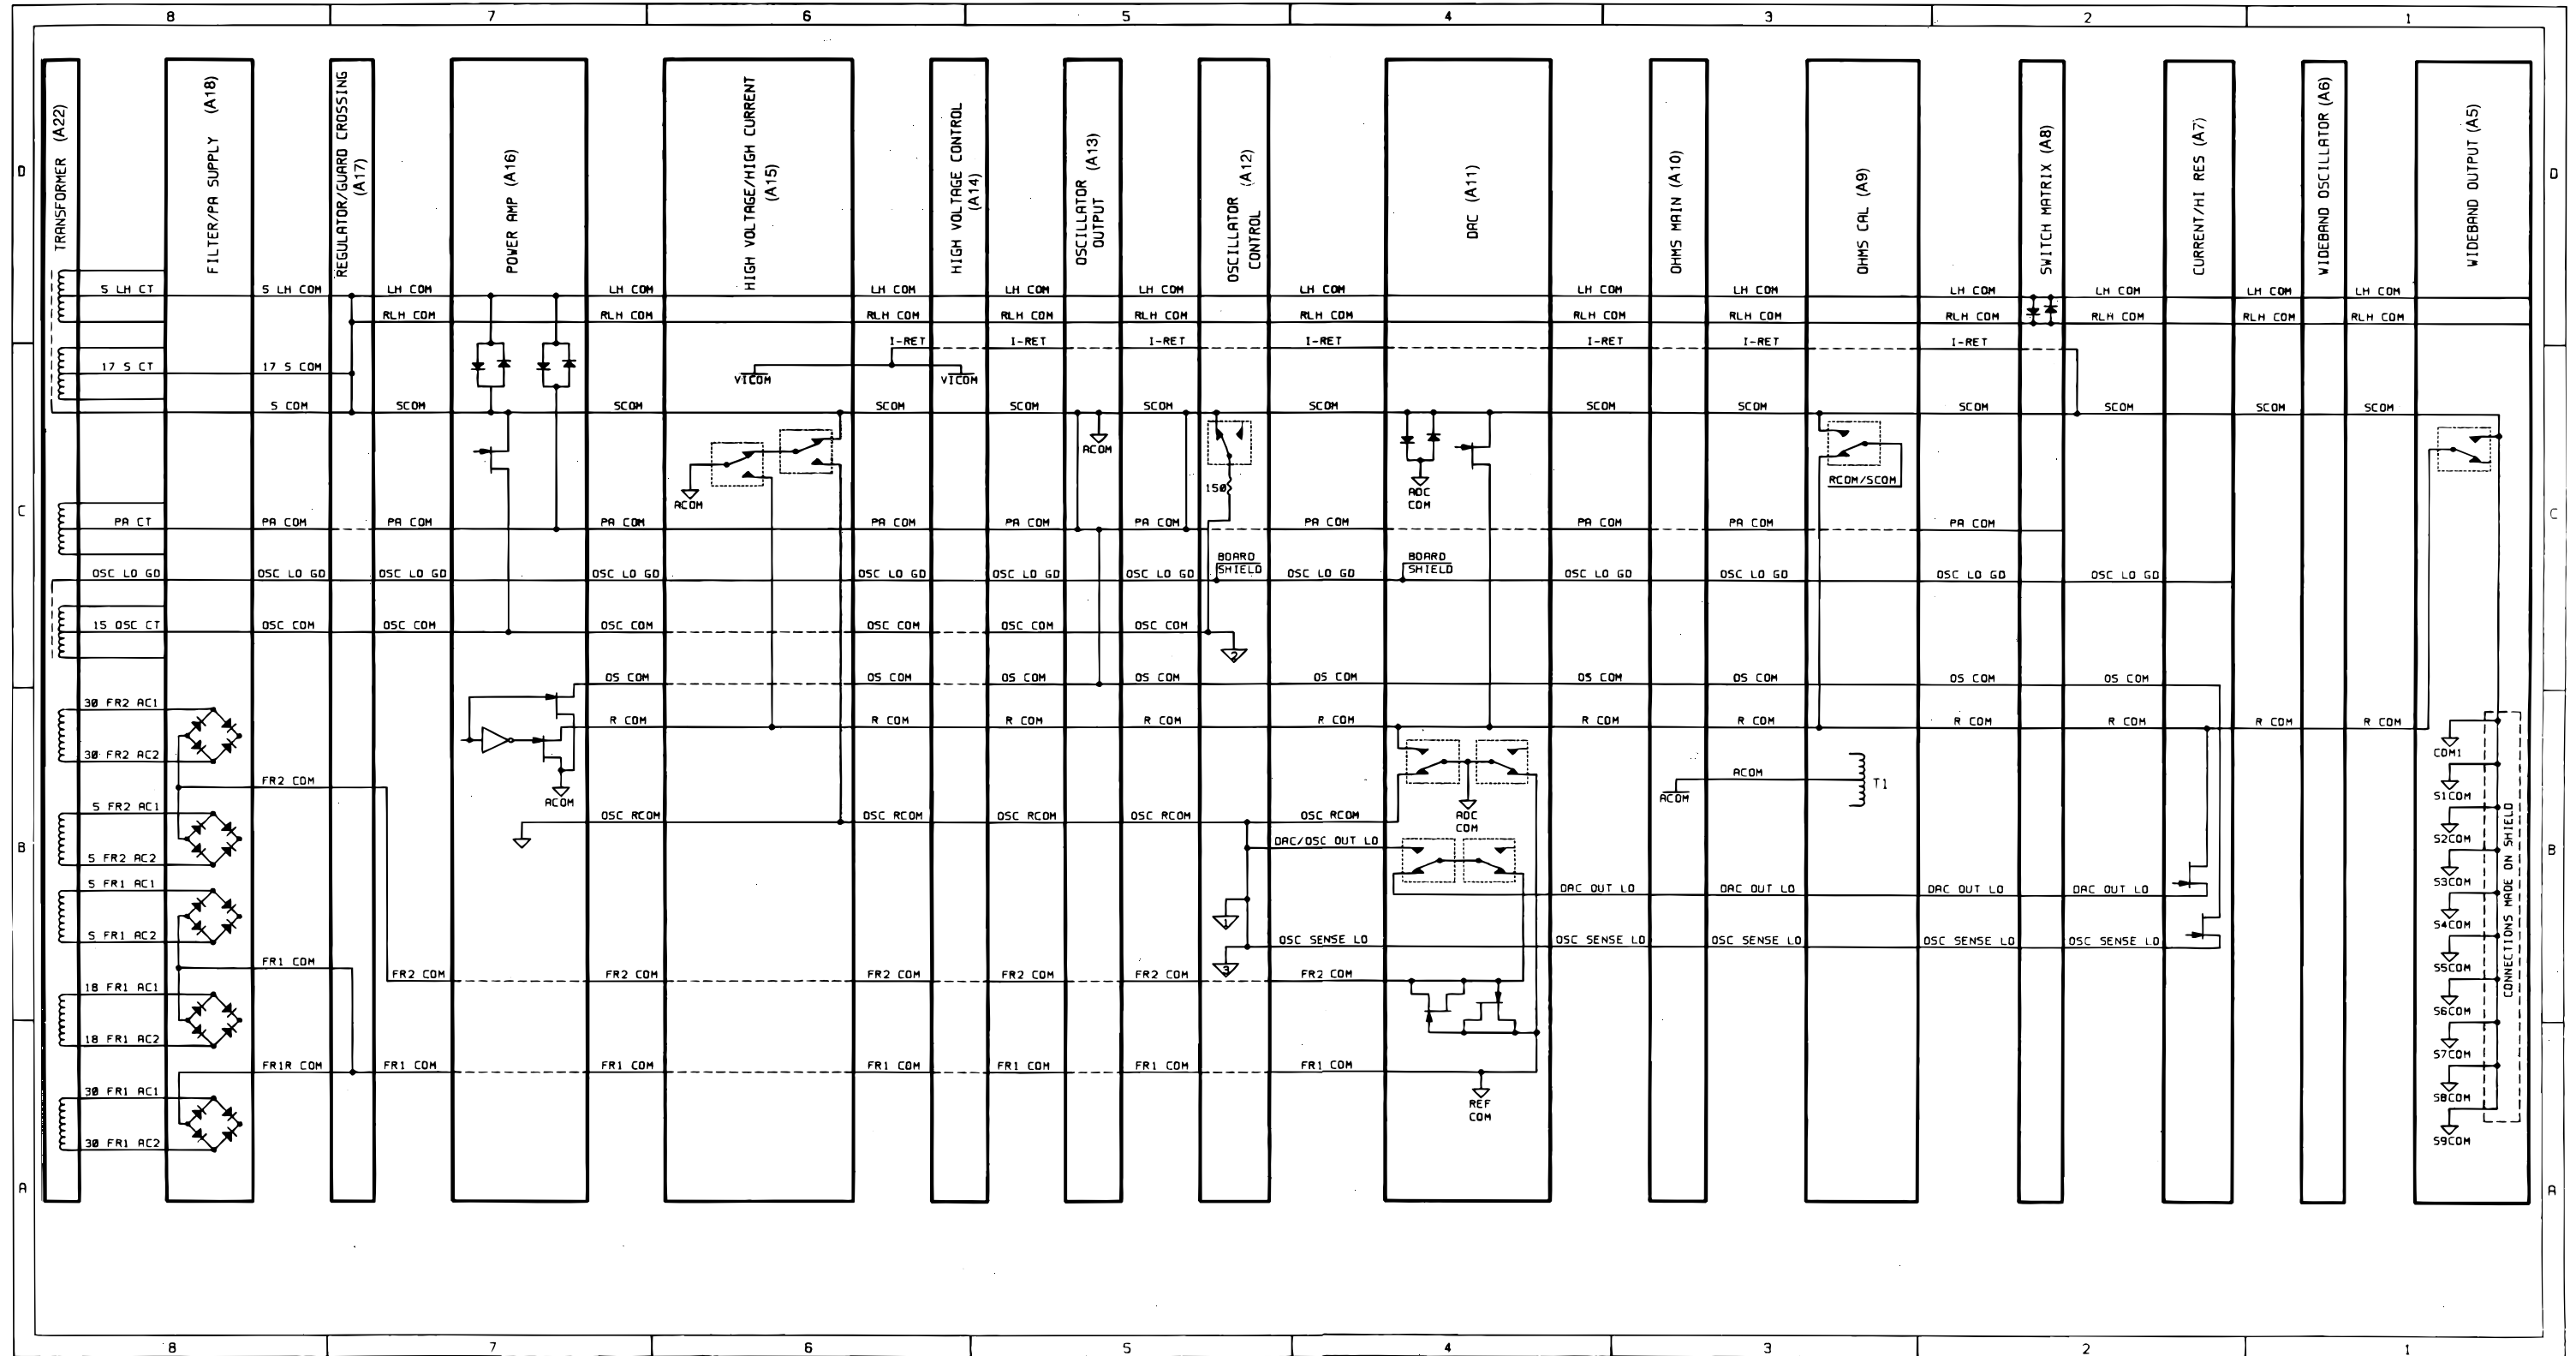 8 7 6 5 4 3 2 1
D
D
TRANSFORMER (A22)
FILTER/PA SUPPLY (A18)
REGULATOR/GUARD CROSSING
(A17)
POWER AMP (A16)
HIGH VOLTAGE/HIGH CURRENT
(A15)
HIGH VOLTAGE CONTROL
(A14)
OSCILLATOR (A13)
OUTPUT
OSCILLATOR (A12)
CONTROL
DAC (A11)
OHMS MAIN (A10)
OHMS CAL (A9)
SWITCH MATRIX (A8)
CURRENT/HI RES (A7)
WIDEBAND OSCILLATOR (A6)
WIDEBAND OUTPUT (A5)
5 LH CT 5 LH COM LH COM LH COM LH COM LH COM LH COM LH COM LH COM LH COM LH COM LH COM LH COM LH COM
RLH COM RLH COM RLH COM RLH COM RLH COM RLH COM RLH COM RLH COM RLH COM RLH COM RLH COM RLH COM
I-RET I-RET I-RET I-RET I-RET I-RET I-RET
17 S CT 17 S COM VICOM VICOM
S COM SCOM SCOM SCOM SCOM SCOM SCOM SCOM SCOM SCOM SCOM SCOM SCOM
ACOM
ACOM
150
ADC
COM
RCOM/SCOM
C
C
PA CT PA COM PA COM PA COM PA COM PA COM PA COM PA COM PA COM PA COM PA COM
BOARD
SHIELD
BOARD
SHIELD
OSC LO GD OSC LO GD OSC LO GD OSC LO GD OSC LO GD OSC LO GD OSC LO GD OSC LO GD OSC LO GD OSC LO GD OSC LO GD OSC LO GD
15 OSC CT OSC COM OSC COM OSC COM OSC COM OSC COM OSC COM
2
OS COM OS COM OS COM OS COM OS COM OS COM OS COM OS COM OS COM
30 FR2 AC1
R COM R COM R COM R COM R COM R COM R COM R COM R COM R COM R COM
30 FR2 AC2
FR2 COM
ACOM
ACOM
ACOM
T1
5 FR2 AC1
OSC RCOM OSC RCOM OSC RCOM OSC RCOM OSC RCOM
ADC
COM
DAC/OSC OUT LO
5 FR2 AC2
B
B
5 FR1 AC1
DAC OUT LO DAC OUT LO DAC OUT LO DAC OUT LO
1
5 FR1 AC2
OSC SENSE LO OSC SENSE LO OSC SENSE LO OSC SENSE LO OSC SENSE LO
3
FR1 COM
FR2 COM FR2 COM FR2 COM FR2 COM FR2 COM FR2 COM
18 FR1 AC1
18 FR1 AC2
FR1R COM FR1 COM FR1 COM FR1 COM FR1 COM FR1 COM FR1 COM
REF
COM
30 FR1 AC1
30 FR1 AC2
COM1
S1COM
S2COM
S3COM
S4COM
S5COM
S6COM
S7COM
S8COM
S9COM
CONNECTIONS MADE ON SHIELD
A
A
8 7 6 5 4 3 2 1